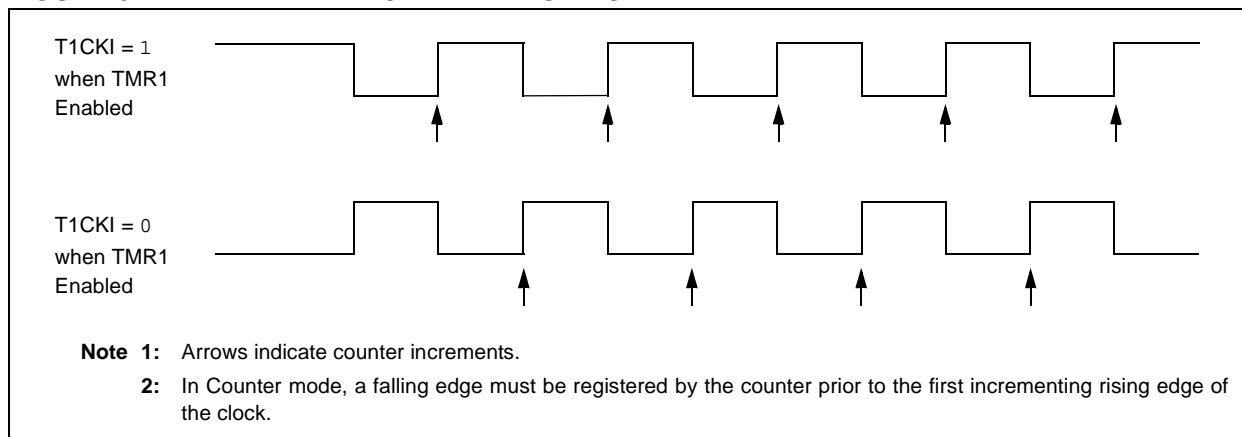 T1CKI = 1
when TMR1
Enabled
T1CKI = 0
when TMR1
Enabled
Note 1: Arrows indicate counter increments.
2: In Counter mode, a falling edge must be registered by the counter prior to the first incrementing rising edge of
the clock.